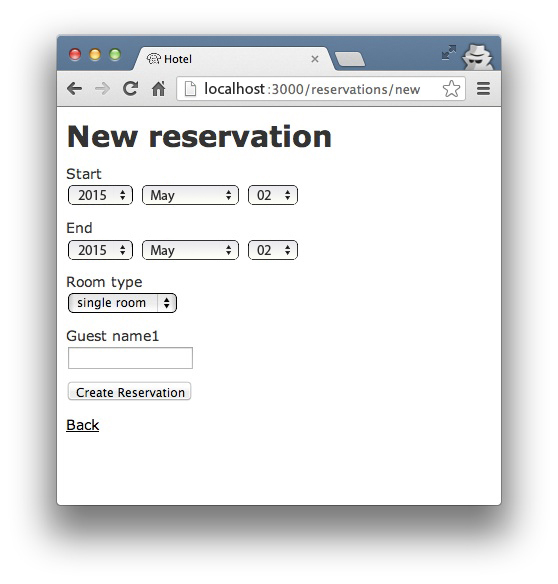 Hotel
localhost:3000/reservations/new
New reservation
Start
2015 May 02
End
2015 May 02
Room type
single room
Guest name1
Create Reservation
Back